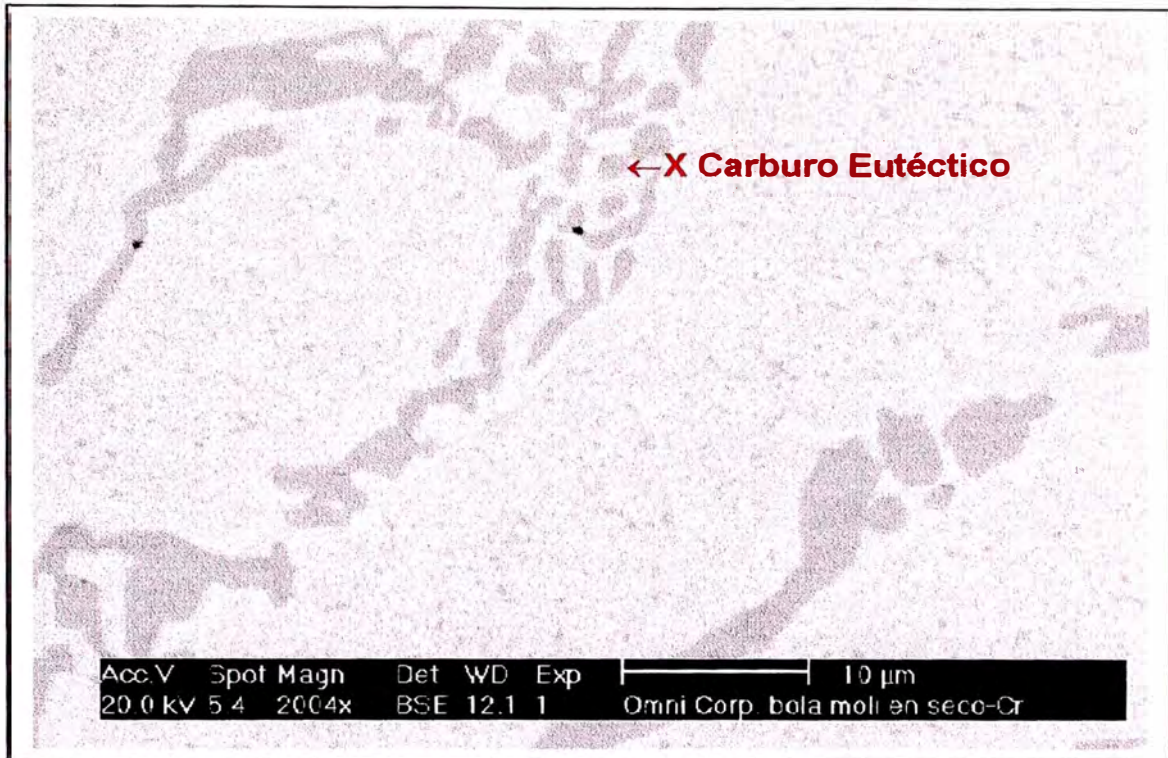 ←X Carburo Eutéctico
Acc.V Spot Magn Det WD Exp 10 µm
20.0 kV 5.4 2004x BSE 12.1 1 Omni Corp. bola moli en seco-Cr